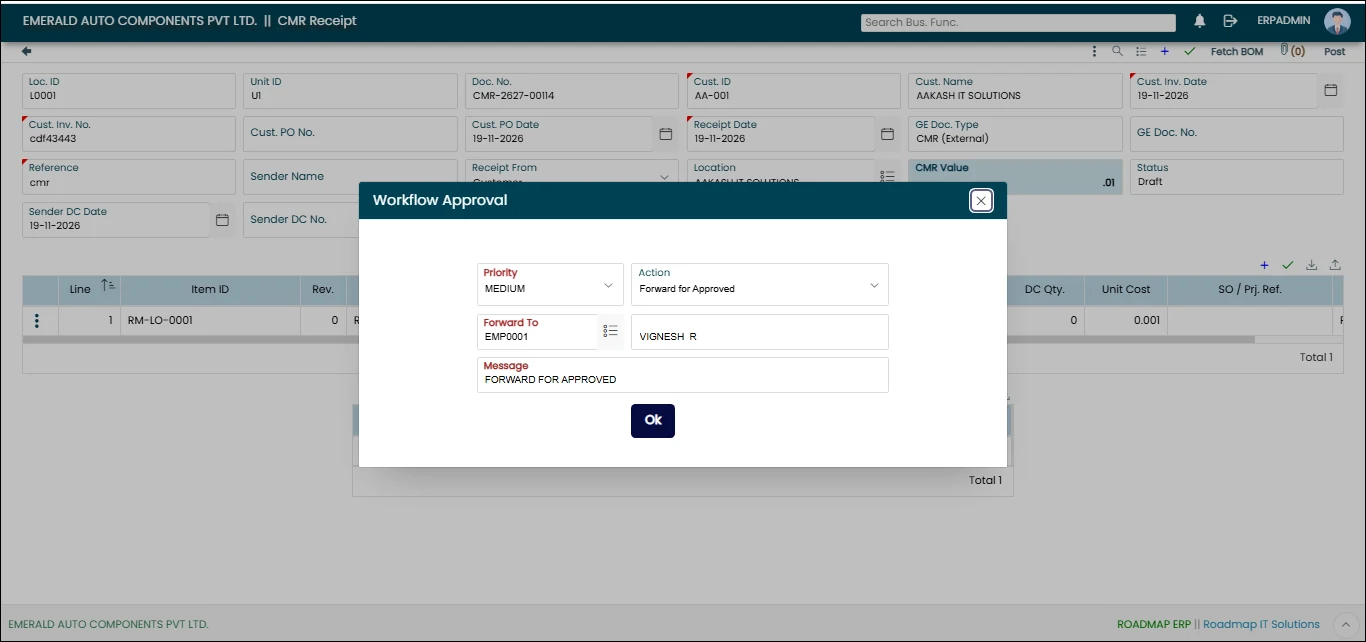 EMERALD AUTO COMPONENTS PVT LTD. || CMR Receipt
Search Bus. Func.
ERPADMIN
Fetch BOM
(0)
Post
Loc. ID
L0001
Unit ID
U1
Doc. No.
CMR-2627-00114
Cust. ID
AA-001
Cust. Name
AAKASH IT SOLUTIONS
Cust. Inv. Date
19-11-2026
Cust. Inv. No.
cdf43443
Cust. PO No.
Cust. PO Date
19-11-2026
Receipt Date
19-11-2026
GE Doc. Type
CMR (External)
GE Doc. No.
Reference
cmr
Sender Name
Receipt From
Customer
Location
AAKASH IT SOLUTIONS
CMR Value
.01
Status
Draft
Sender DC Date
19-11-2026
Sender DC No.
Workflow Approval
Priority
MEDIUM
Action
Forward for Approved
Forward To
EMP0001
VIGNESH R
Message
FORWARD FOR APPROVED
Ok
Line Item ID Rev. DC Qty. Unit Cost SO / Prj. Ref.
1 RM-LO-0001 0 0 0.001
Total 1
Total 1
EMERALD AUTO COMPONENTS PVT LTD.
ROADMAP ERP || Roadmap IT Solutions